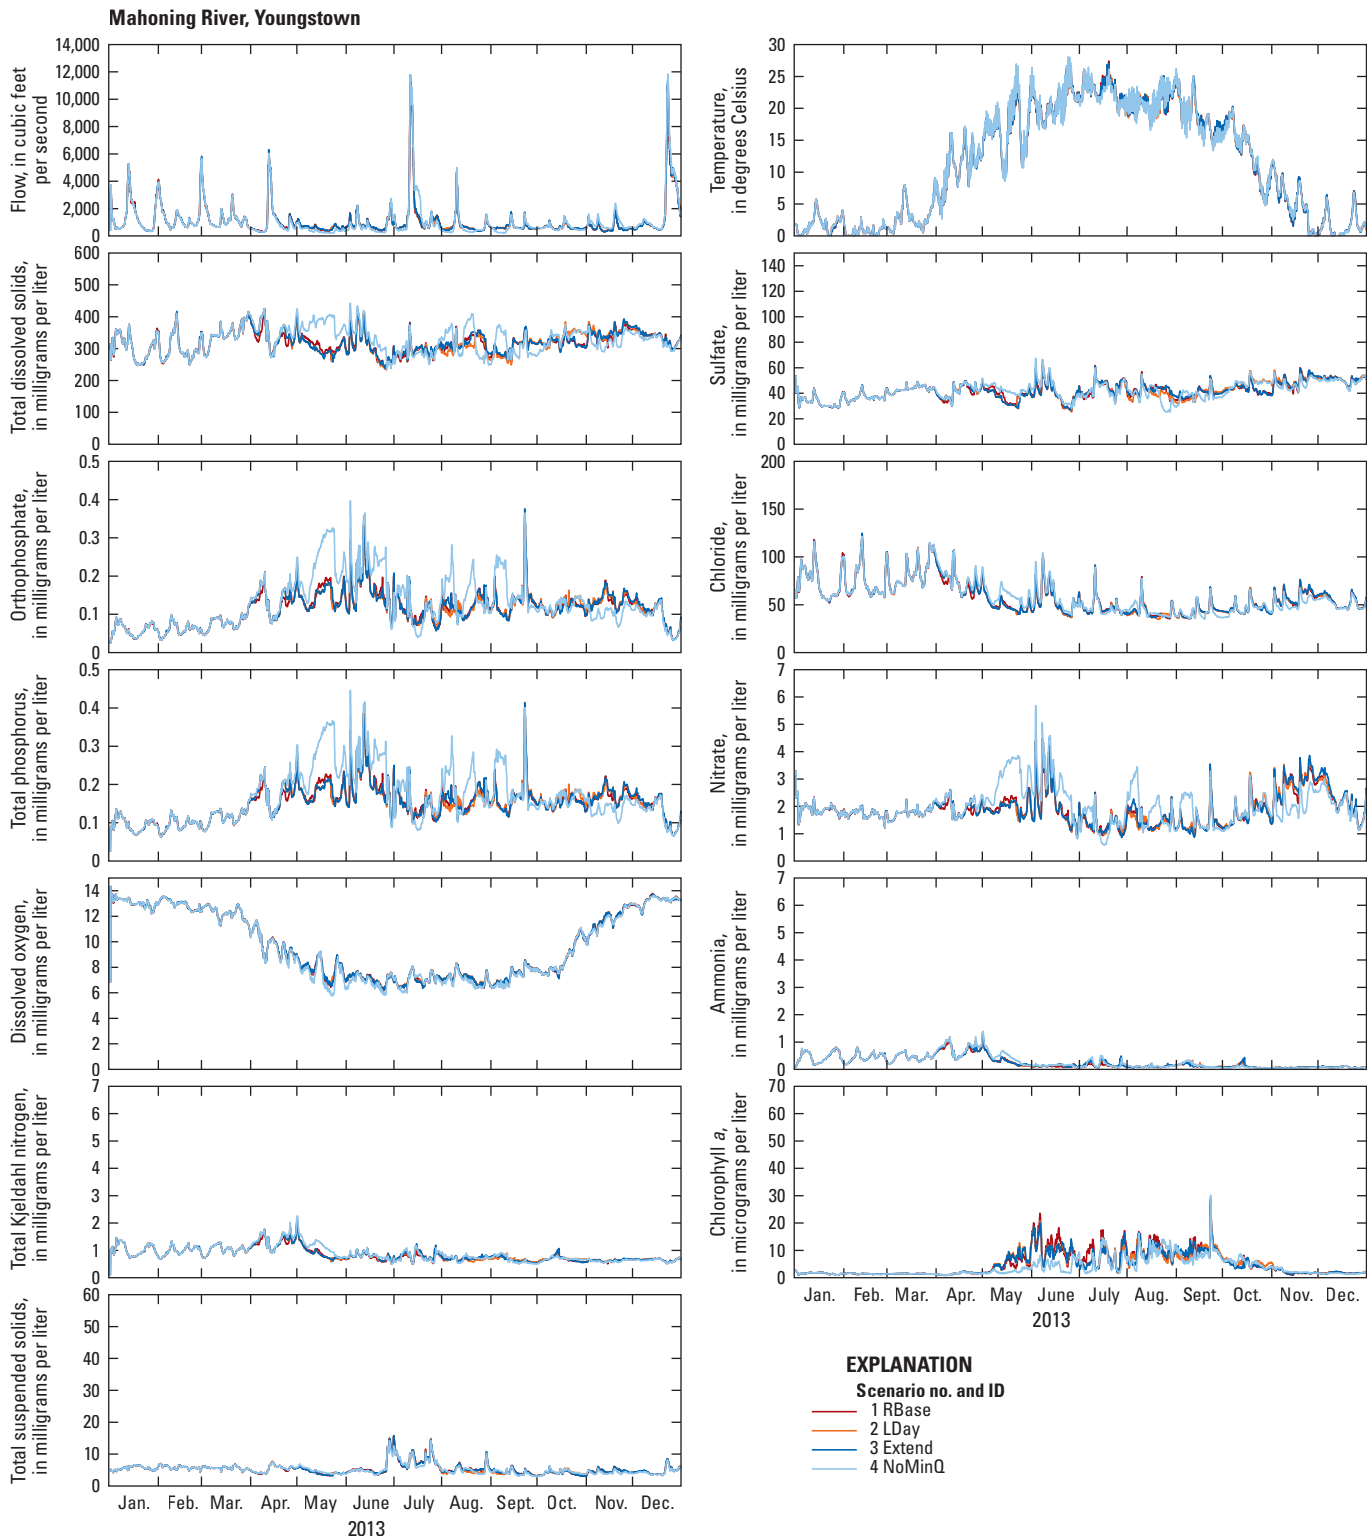 Mahoning River, Youngstown
Flow, in cubic feet
per second
14,000
12,000
10,000
8,000
6,000
4,000
2,000
0
Total dissolved solids,
in milligrams per liter
600
500
400
300
200
100
0
Orthophosphate,
in milligrams per liter
0.5
0.4
0.3
0.2
0.1
0
Total phosphorus,
in milligrams per liter
0.5
0.4
0.3
0.2
0.1
0
Dissolved oxygen,
in milligrams per liter
14
12
10
8
6
4
2
0
Total Kjeldahl nitrogen,
in milligrams per liter
7
6
5
4
3
2
1
0
Total suspended solids,
in milligrams per liter
60
50
40
30
20
10
0
Jan. Feb. Mar. Apr. May June July Aug. Sept. Oct. Nov. Dec.
2013
Temperature,
in degrees Celsius
30
25
20
15
10
5
0
Sulfate,
in milligrams per liter
140
120
100
80
60
40
20
0
Chloride,
in milligrams per liter
200
150
100
50
0
Nitrate,
in milligrams per liter
7
6
5
4
3
2
1
0
Ammonia,
in milligrams per liter
7
6
5
4
3
2
1
0
Chlorophyll a,
in micrograms per liter
70
60
50
40
30
20
10
0
Jan. Feb. Mar. Apr. May June July Aug. Sept. Oct. Nov. Dec.
2013
EXPLANATION
Scenario no. and ID
1 RBase
2 LDay
3 Extend
4 NoMinQ